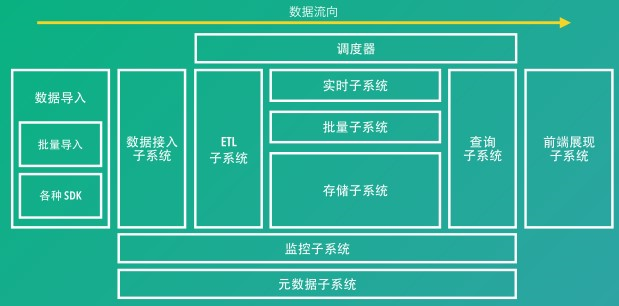 数据流向
调度器
数据导入
批量导入
各种 SDK
数据接入
子系统
ETL
子系统
实时子系统
批量子系统
存储子系统
查询
子系统
前端展现
子系统
监控子系统
元数据子系统